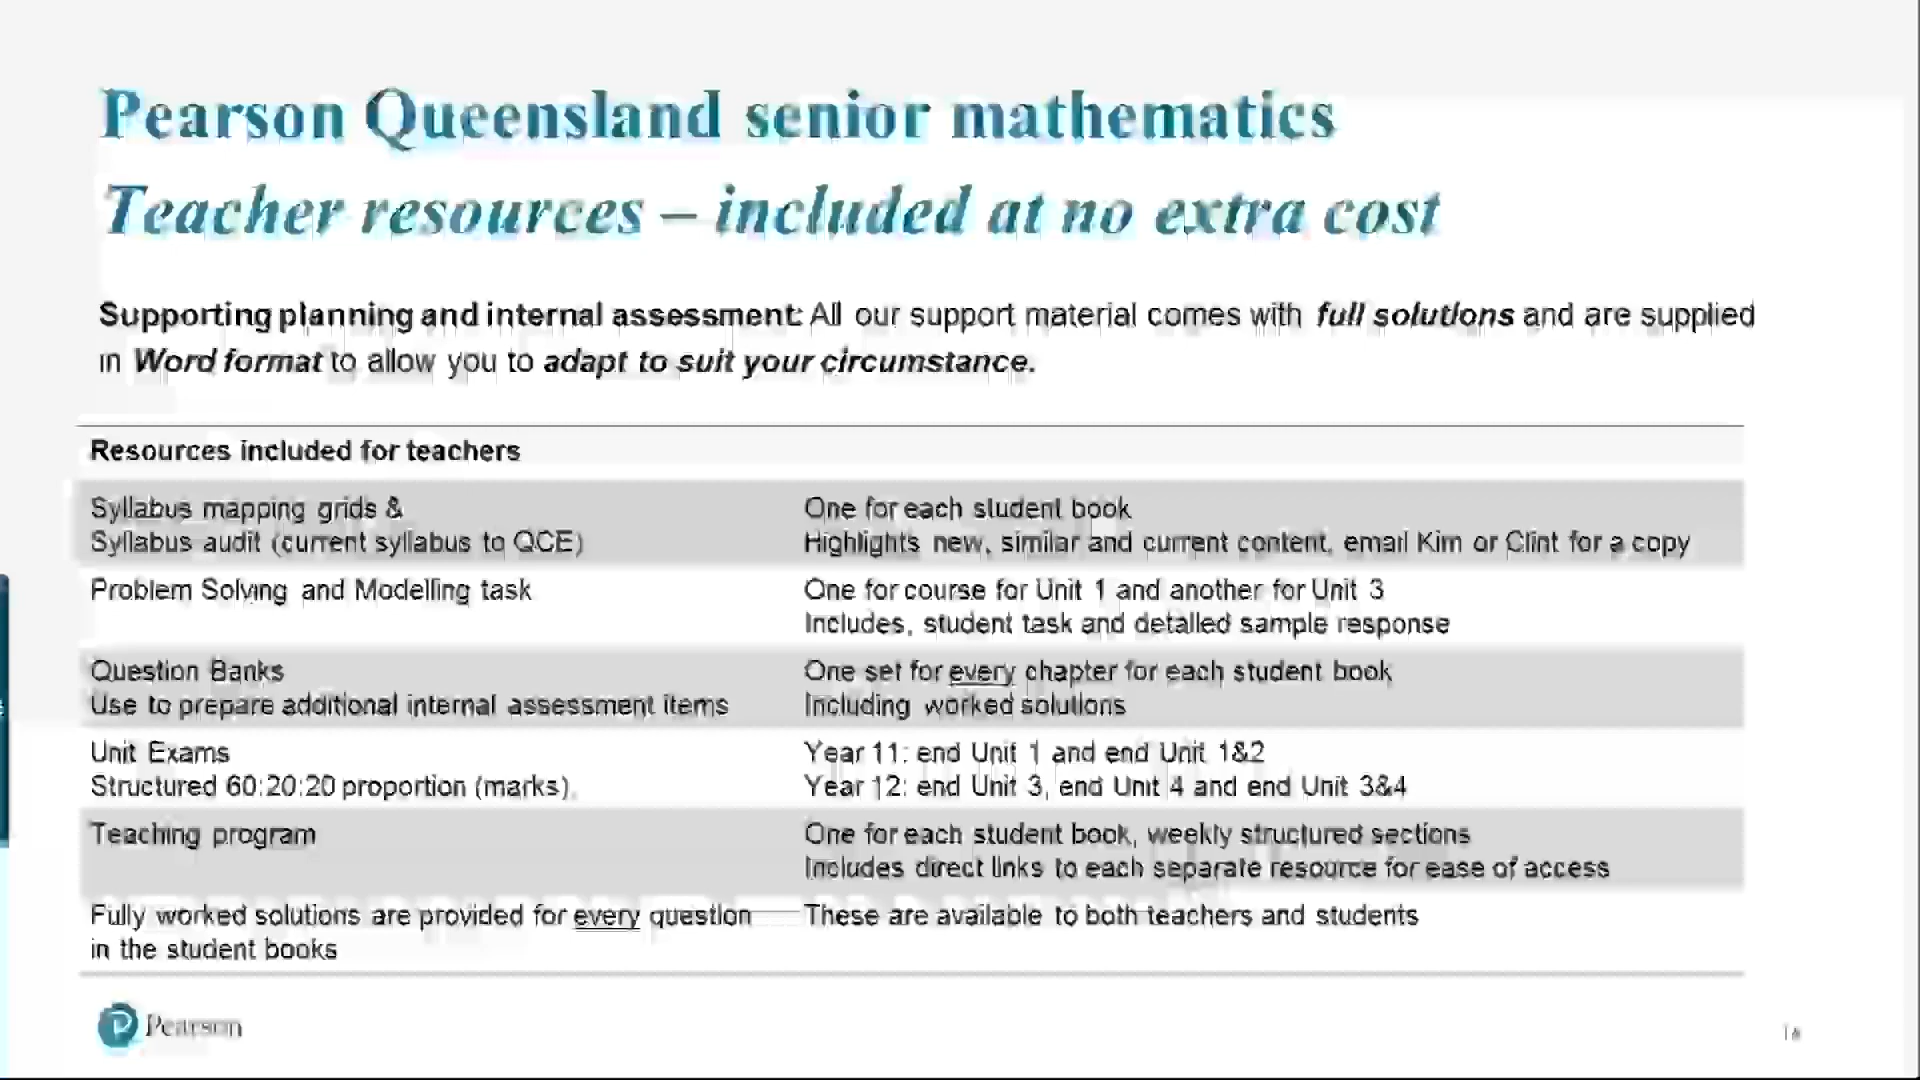 Pearson Queensland senior mathematics
Teacher resources – included at no extra cost
Supporting planning and internal assessment: All our support material comes with full solutions and are supplied
in Word format to allow you to adapt to suit your circumstance.
Resources included for teachers
Syllabus mapping grids &
Syllabus audit (current syllabus to QCE)
One for each student book
Highlights new, similar and current content, email Kim or Clint for a copy
Problem Solving and Modelling task
One for course for Unit 1 and another for Unit 3
Includes, student task and detailed sample response
Question Banks
Use to prepare additional internal assessment items
One set for every chapter for each student book
Including worked solutions
Unit Exams
Structured 60:20:20 proportion (marks).
Year 11: end Unit 1 and end Unit 1&2
Year 12: end Unit 3, end Unit 4 and end Unit 3&4
Teaching program
One for each student book, weekly structured sections
Includes direct links to each separate resource for ease of access
Fully worked solutions are provided for every question
in the student books
These are available to both teachers and students
Pearson